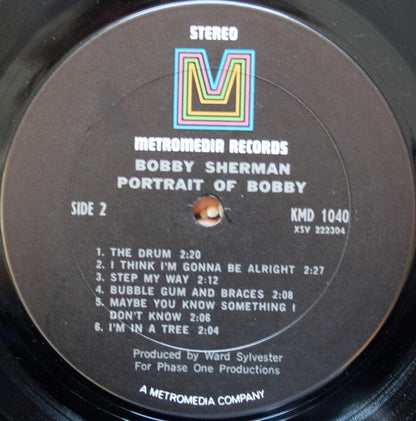 STEREO
M
METROMEDIA RECORDS
BOBBY SHERMAN
PORTRAIT OF BOBBY
SIDE 2
KMD 1040
XSV 222304
1. THE DRUM 2:20
2. I THINK I'M GONNA BE ALRIGHT 2:27
3. STEP MY WAY 2:12
4. BUBBLE GUM AND BRACES 2:08
5. MAYBE YOU KNOW SOMETHING I
DON'T KNOW 2:06
6. I'M IN A TREE 2:04
Produced by Ward Sylvester
For Phase One Productions
A METROMEDIA COMPANY